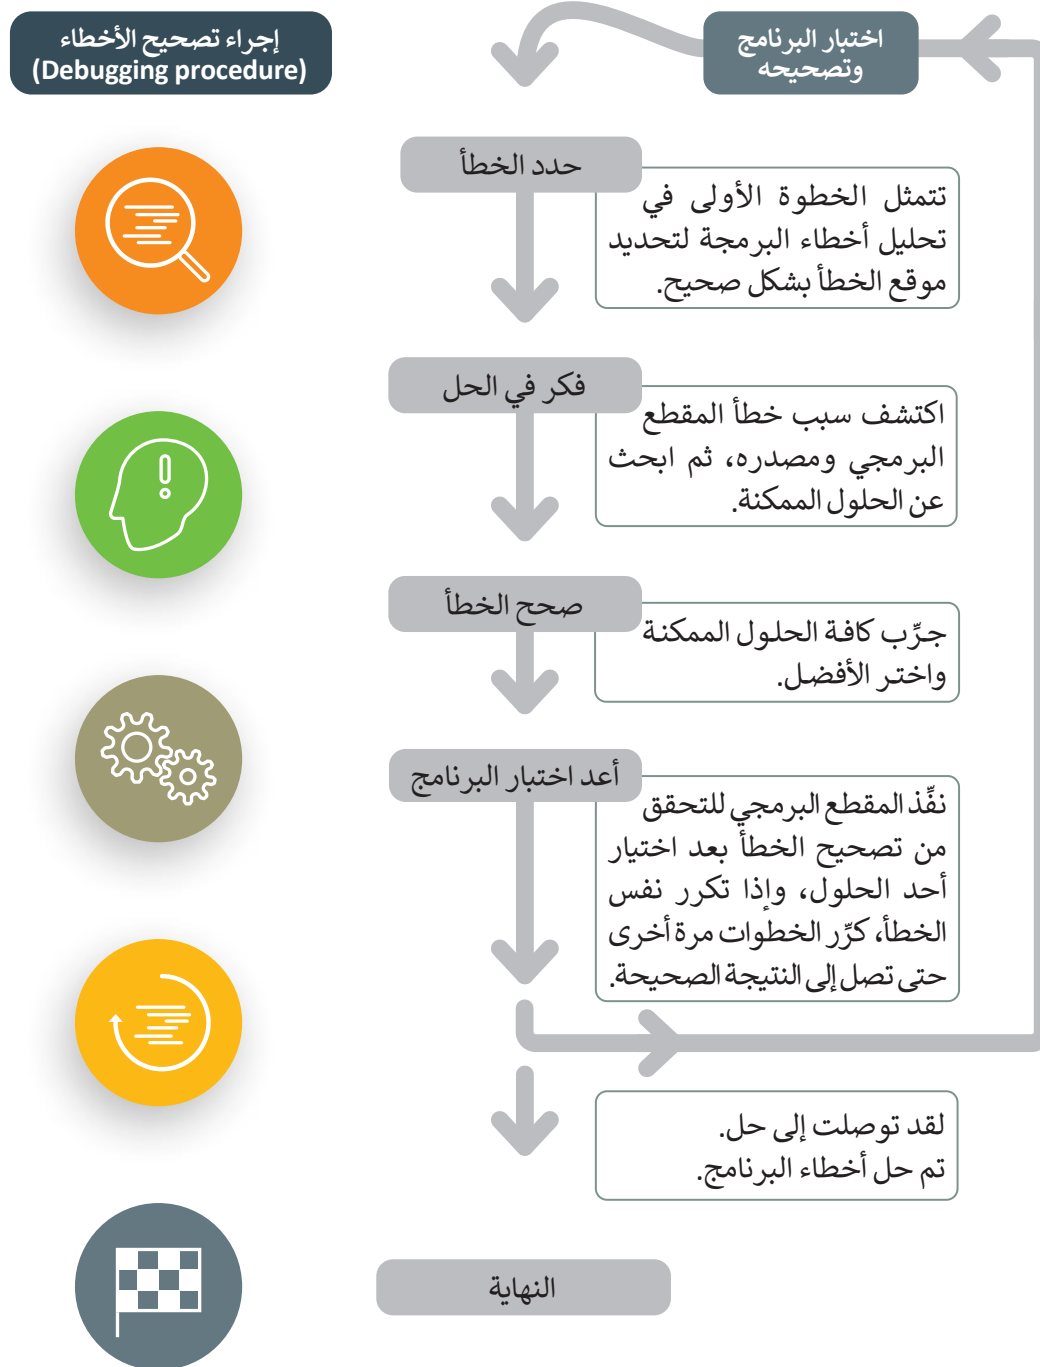 اختبار البرنامج
وتصحيحه
إجراء تصحيح الأخطاء
(Debugging procedure)
حدد الخطأ
تتمثل الخطوة الأولى في
تحليل أخطاء البرمجة لتحديد
موقع الخطأ بشكل صحيح.
فكر في الحل
اكتشف سبب خطأ المقطع
البرمجي ومصدره، ثم ابحث
عن الحلول الممكنة.
صحح الخطأ
جرِّب كافة الحلول الممكنة
واختر الأفضل.
أعد اختبار البرنامج
نفِّذ المقطع البرمجي للتحقق
من تصحيح الخطأ بعد اختيار
أحد الحلول، وإذا تكرر نفس
الخطأ، كرِّر الخطوات مرة أخرى
حتى تصل إلى النتيجة الصحيحة.
لقد توصلت إلى حل.
تم حل أخطاء البرنامج.
النهاية